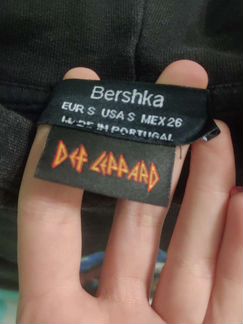 Bershka
EUR S USA S MEX 26
MADE IN PORTUGAL
DEF LEPPARD